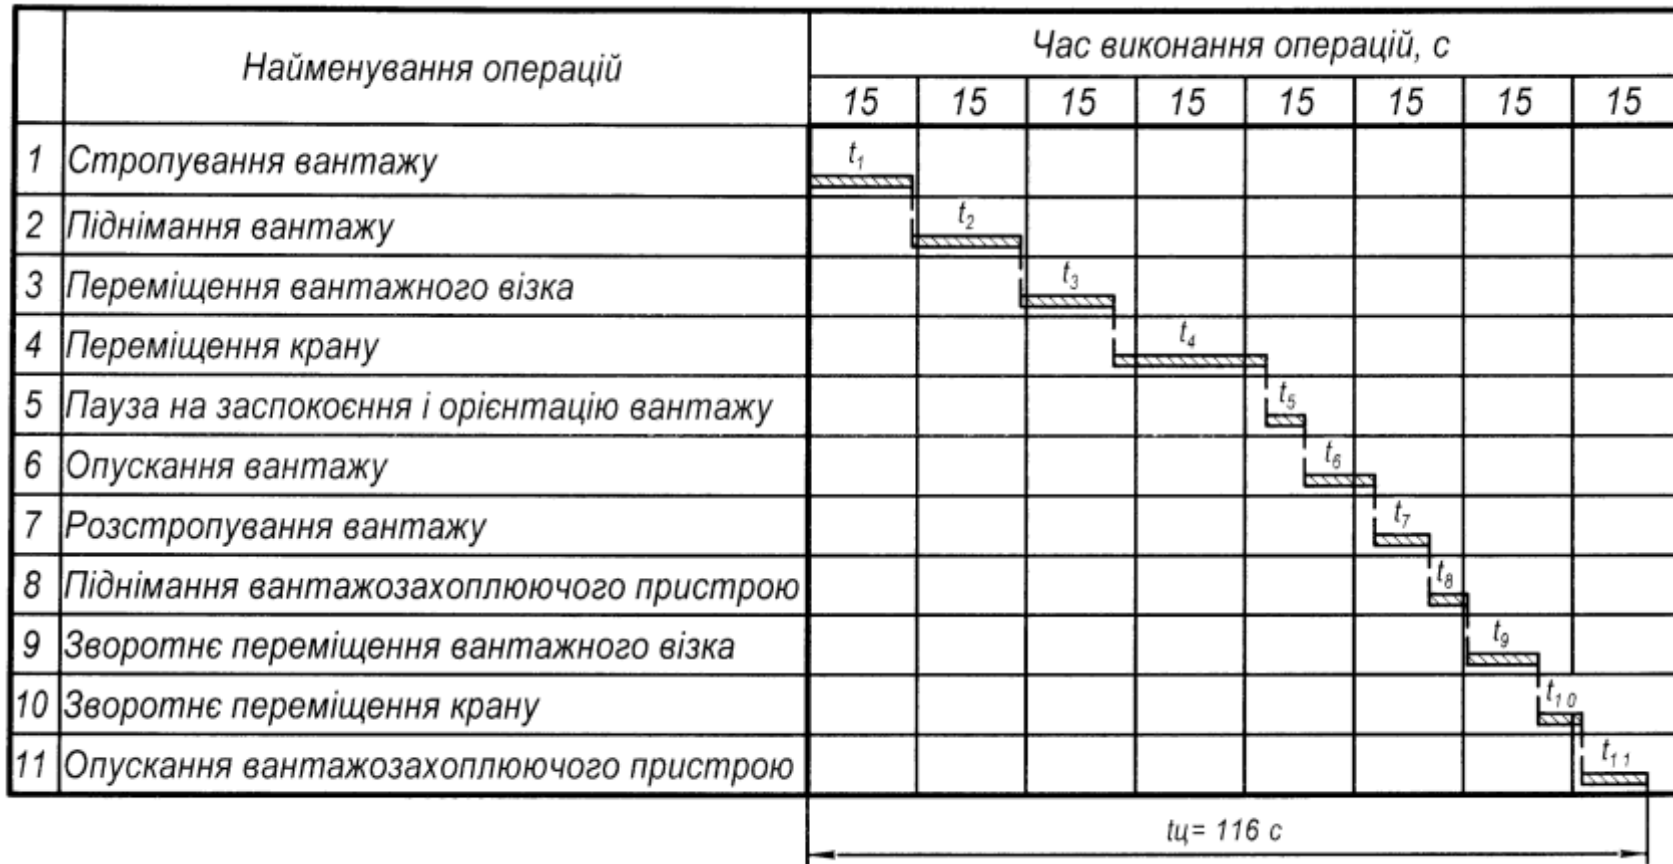 Найменування операцій
Час виконання операцій, с
15 15 15 15 15 15 15 15
1 Стропування вантажу t₁
2 Піднімання вантажу t₂
3 Переміщення вантажного візка t₃
4 Переміщення крану t₄
5 Пауза на заспокоєння і орієнтацію вантажу t₅
6 Опускання вантажу t₆
7 Розстропування вантажу t₇
8 Піднімання вантажозахоплюючого пристрою t₈
9 Зворотнє переміщення вантажного візка t₉
10 Зворотнє переміщення крану t₁₀
11 Опускання вантажозахоплюючого пристрою t₁₁
tц= 116 с